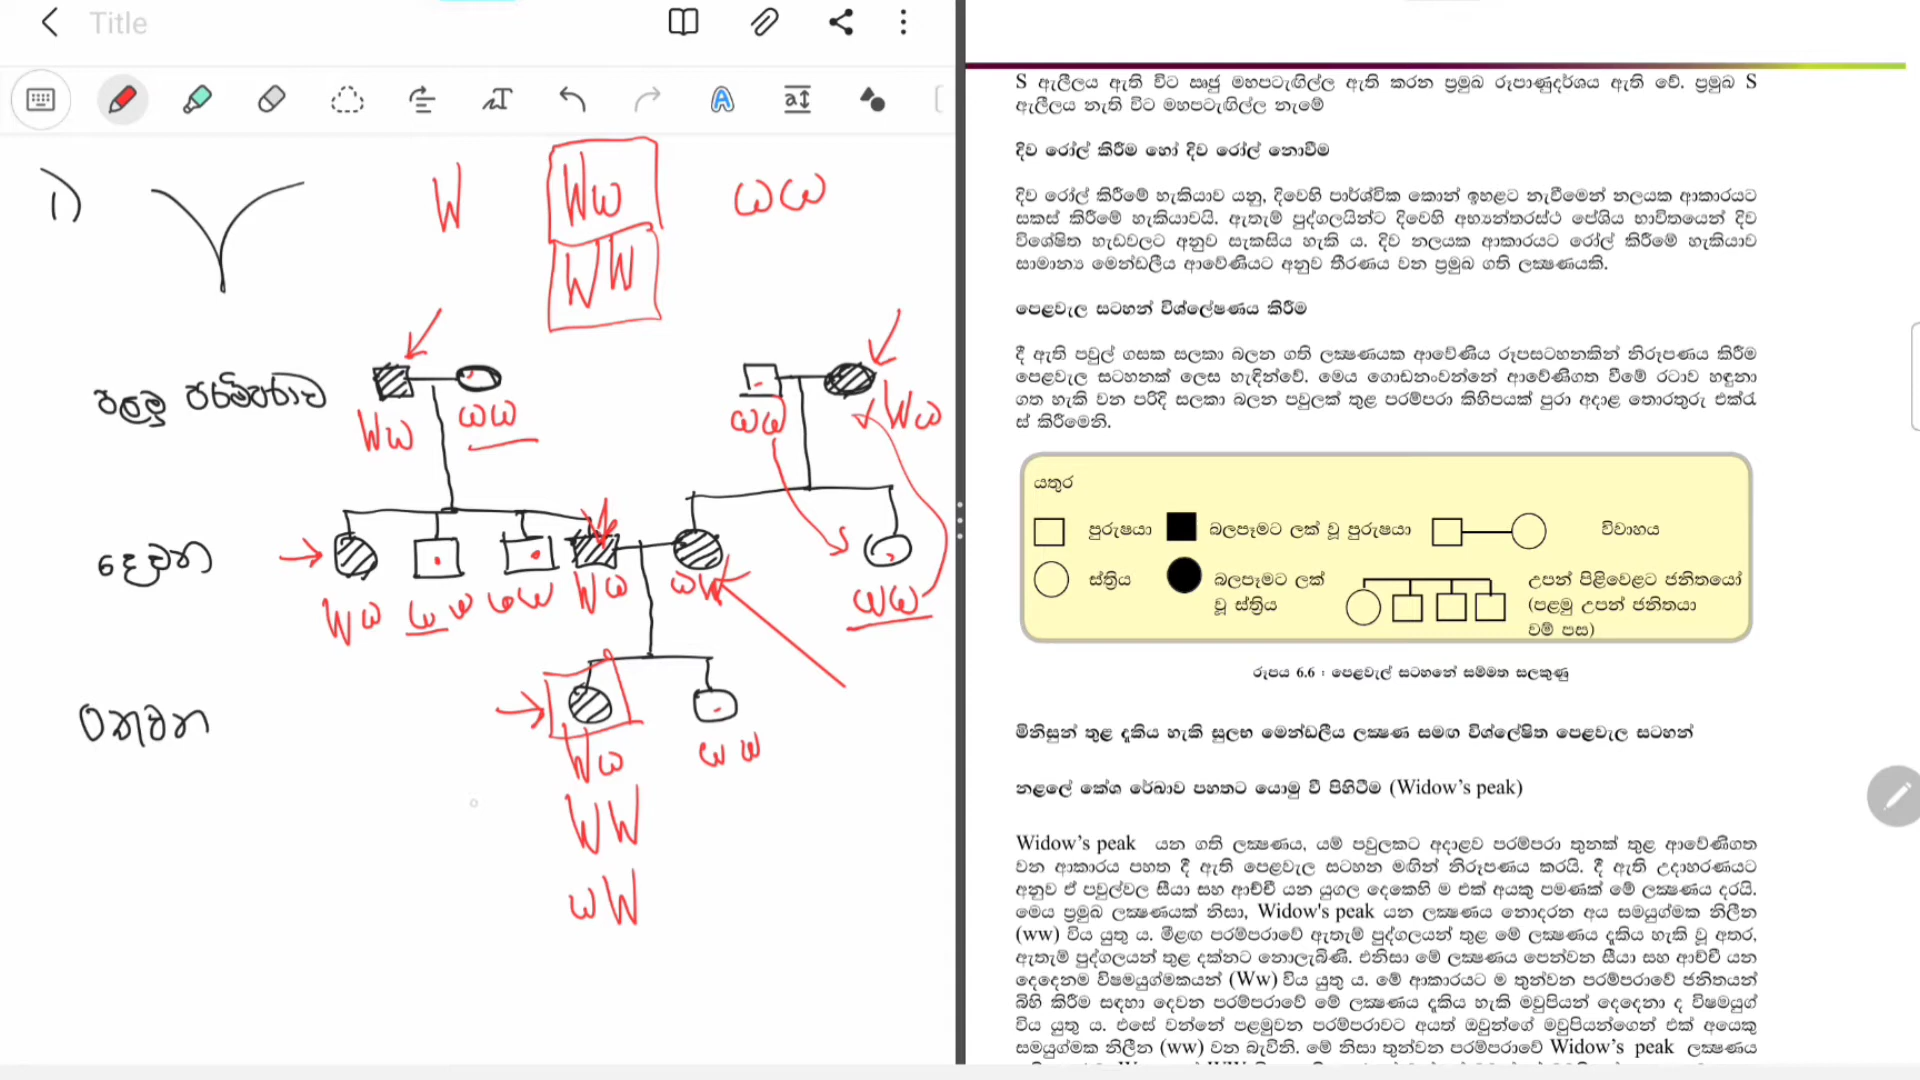 Title
1)
W Ww ww
WW
පළමු පරම්පරාව
Ww ww ww Ww
දෙවන
Ww ww ww Ww wW ww
Ww ww
WW
wW
S ඇලීලය ඇති විට සෘජු මහපටැඟිල්ල ඇති කරන ප්‍රමුඛ රූපාණුදර්ශය ඇති වේ. ප්‍රමුඛ S
ඇලීලය නැති විට මහපටැඟිල්ල නැමේ
දිව රෝල් කිරීම හෝ දිව රෝල් නොවීම
දිව රෝල් කිරීමේ හැකියාව යනු, දිවෙහි පාර්ශ්වික කොන් ඉහළට නැවීමෙන් නලයක ආකාරයට
සකස් කිරීමේ හැකියාවයි. ඇතැම් පුද්ගලයින්ට දිවෙහි අභ්‍යන්තරස්ථ පේශිය භාවිතයෙන් දිව
විශේෂිත හැඩවලට අනුව සැකසිය හැකි ය. දිව නලයක ආකාරයට රෝල් කිරීමේ හැකියාව
සාමාන්‍ය මෙන්ඩලීය ආවේණියට අනුව තීරණය වන ප්‍රමුඛ ගති ලක්‍ෂණයකි.
පෙළවැල සටහන් විශ්ලේෂණය කිරීම
දී ඇති පවුල් ගසක සලකා බලන ගති ලක්‍ෂණයක ආවේණිය රූපසටහනකින් නිරූපණය කිරීම
පෙළවැල සටහනක් ලෙස හැඳින්වේ. මෙය ගොඩනංවන්නේ ආවේණිගත වීමේ රටාව හඳුනා
ගත හැකි වන පරිදි සලකා බලන පවුලක් තුළ පරම්පරා කිහිපයක් පුරා අදාළ තොරතුරු එක්රැ
ස් කිරීමෙනි.
යතුර
පුරුෂයා බලපෑමට ලක් වූ පුරුෂයා විවාහය
ස්ත්‍රිය බලපෑමට ලක් උපන් පිළිවෙළට ජනිතයෝ
වූ ස්ත්‍රිය (පළමු උපන් ජනිතයා
වම් පස)
රූපය 6.6 : පෙළවැල් සටහනේ සම්මත සලකුණු
මිනිසුන් තුළ දැකිය හැකි සුලභ මෙන්ඩලීය ලක්‍ෂණ සමඟ විශ්ලේෂිත පෙළවැල සටහන්
නළලේ කේශ රේඛාව පහතට යොමු වී පිහිටීම (Widow’s peak)
Widow’s peak යන ගති ලක්‍ෂණය, යම් පවුලකට අදාළව පරම්පරා තුනක් තුළ ආවේණිගත
වන ආකාරය පහත දී ඇති පෙළවැල සටහන මඟින් නිරූපණය කරයි. දී ඇති උදාහරණයට
අනුව ඒ පවුල්වල සීයා සහ ආච්චි යන යුගල දෙකෙහි ම එක් අයකු පමණක් මේ ලක්‍ෂණය දරයි.
මෙය ප්‍රමුඛ ලක්‍ෂණයක් නිසා, Widow's peak යන ලක්‍ෂණය නොදරන අය සමයුග්මක නිලීන
(ww) විය යුතු ය. මීළඟ පරම්පරාවේ ඇතැම් පුද්ගලයන් තුළ මේ ලක්‍ෂණය දැකිය හැකි වූ අතර,
ඇතැම් පුද්ගලයන් තුළ දක්නට නොලැබිණි. එනිසා මේ ලක්‍ෂණය පෙන්වන සීයා සහ ආච්චි යන
දෙදෙනම විෂමයුග්මකයන් (Ww) විය යුතු ය. මේ ආකාරයට ම තුන්වන පරම්පරාවේ ජනිතයන්
බිහි කිරීම සඳහා දෙවන පරම්පරාවේ මේ ලක්‍ෂණය දැකිය හැකි මවුපියන් දෙදෙනා ද විෂමයුග්
විය යුතු ය. එසේ වන්නේ පළමුවන පරම්පරාවට අයත් ඔවුන්ගේ මවුපියන්ගෙන් එක් අයෙකු
සමයුග්මක නිලීන (ww) වන බැවිනි. මේ නිසා තුන්වන පරම්පරාවේ Widow’s peak ලක්‍ෂණය